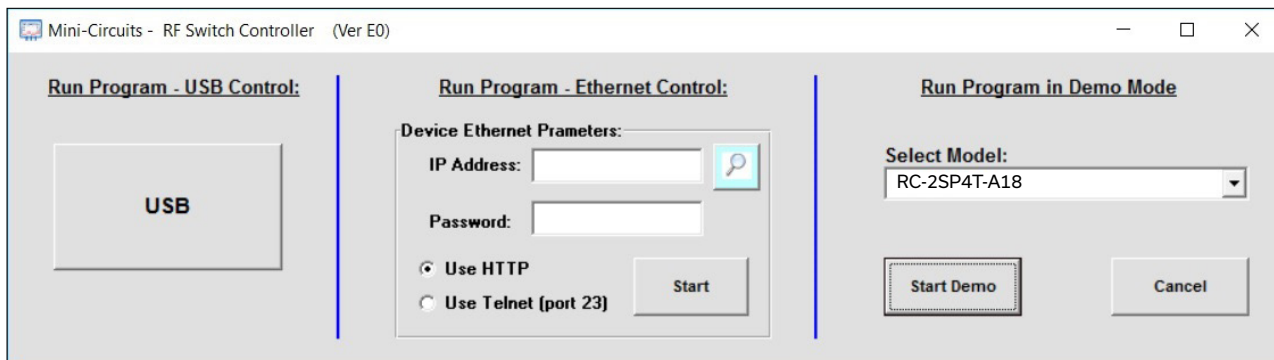 Mini-Circuits - RF Switch Controller (Ver E0)
Run Program - USB Control:
USB
Run Program - Ethernet Control:
Device Ethernet Prameters:
IP Address:
Password:
Use HTTP
Use Telnet (port 23)
Start
Run Program in Demo Mode
Select Model:
RC-2SP4T-A18
Start Demo
Cancel